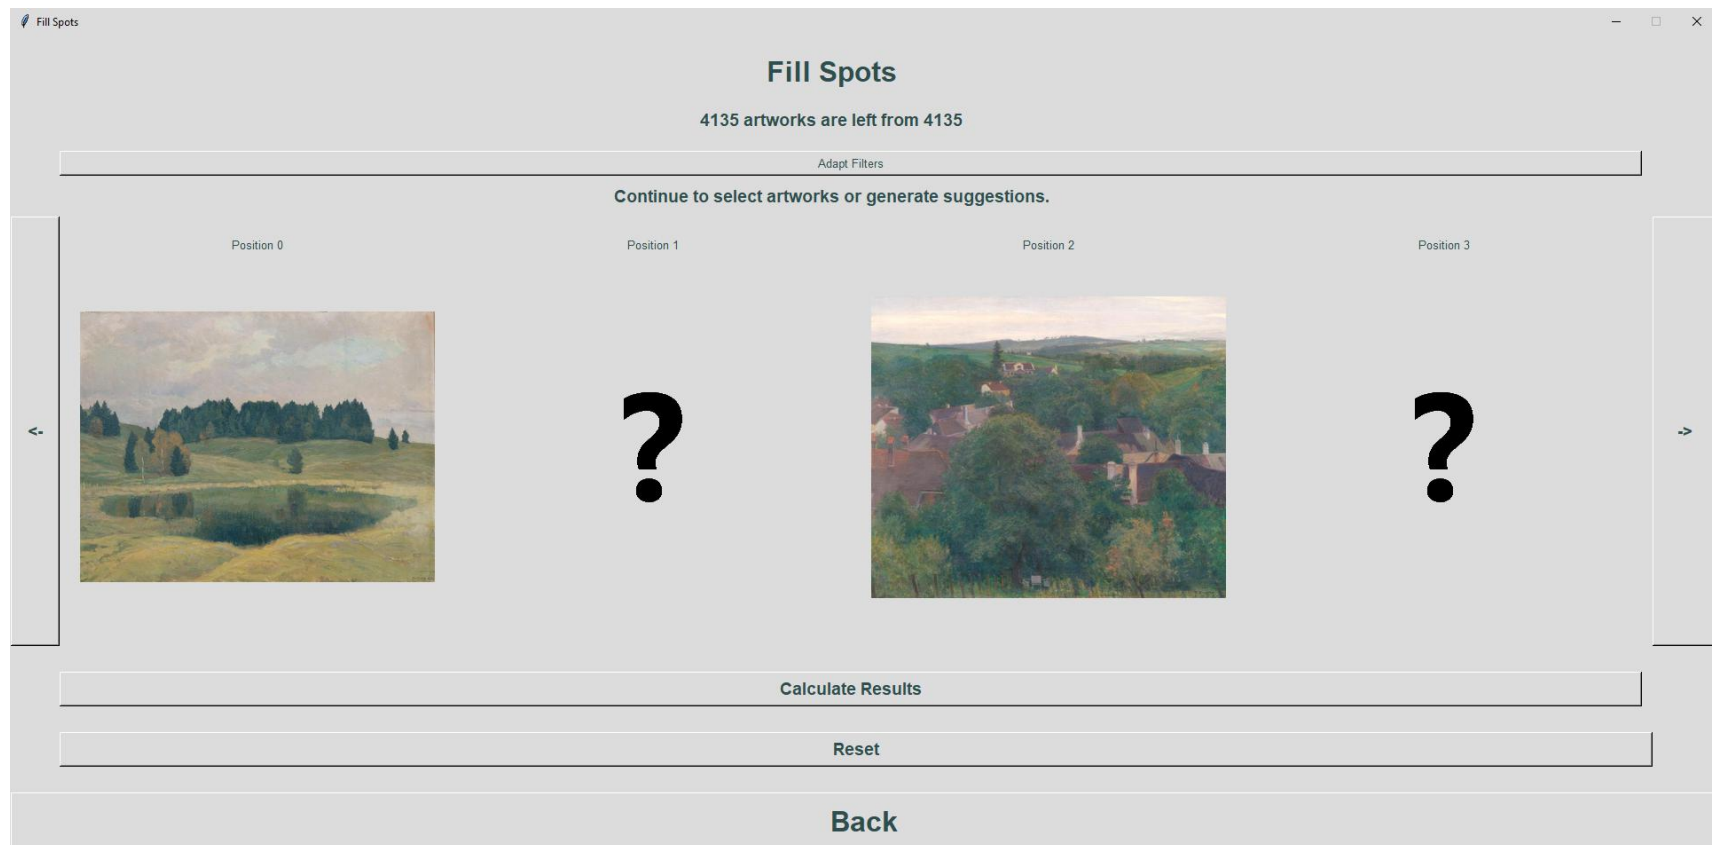 Fill Spots
Fill Spots
4135 artworks are left from 4135
Adapt Filters
Continue to select artworks or generate suggestions.
Position 0
Position 1
Position 2
Position 3
<-
?
?
->
Calculate Results
Reset
Back